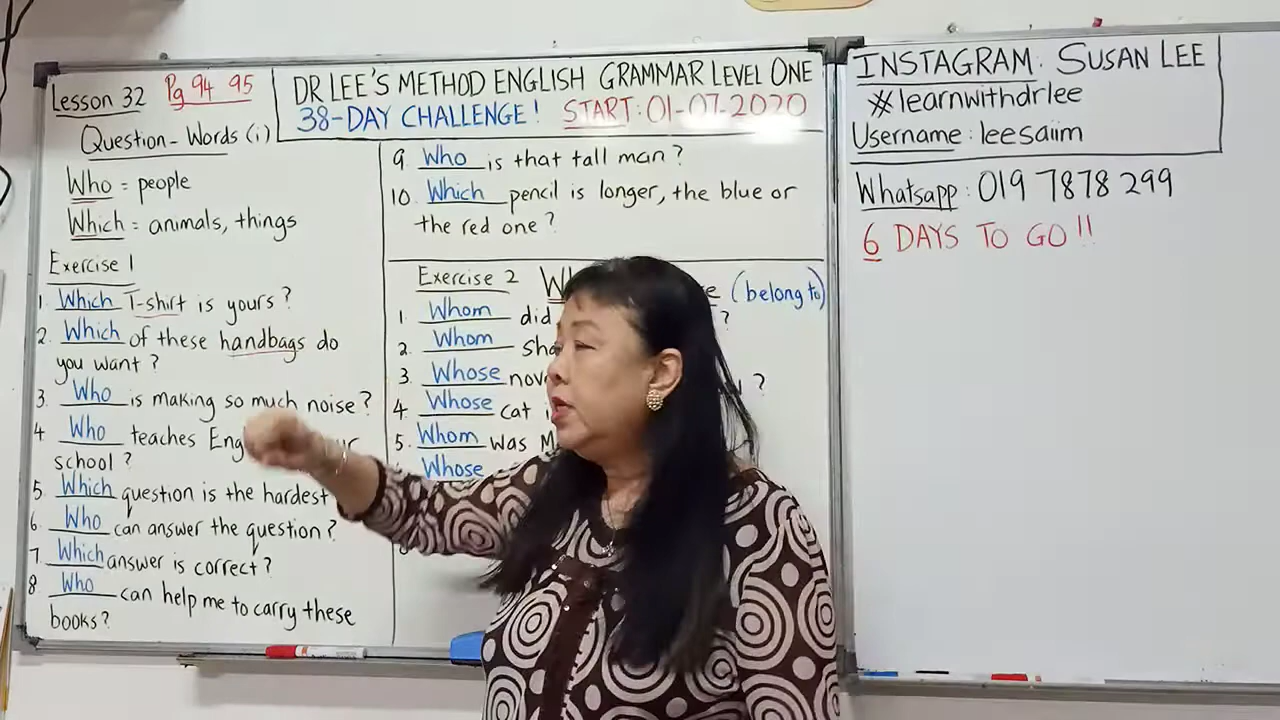 Lesson 32 Pg 94 95
DR LEE'S METHOD ENGLISH GRAMMAR LEVEL ONE
38-DAY CHALLENGE! START: 01-07-2020
Question-Words (i)
Who = people
Which = animals, things
Exercise 1
1. Which T-shirt is yours?
2. Which of these handbags do
you want?
3. Who is making so much noise?
4 Who teaches Eng
school?
5 Which question is the hardest
6. Who can answer the question?
7 Which answer is correct?
8 Who can help me to carry these
books?
9 Who is that tall man?
10. Which pencil is longer, the blue or
the red one?
Exercise 2 (belong to)
1. Whom did ?
2. Whom
3. Whose ?
4. Whose cat
5. Whom was
Whose
INSTAGRAM: SUSAN LEE
#learnwithdrlee
Username: leesaiim
Whatsapp: 019 7878 299
6 DAYS TO GO!!